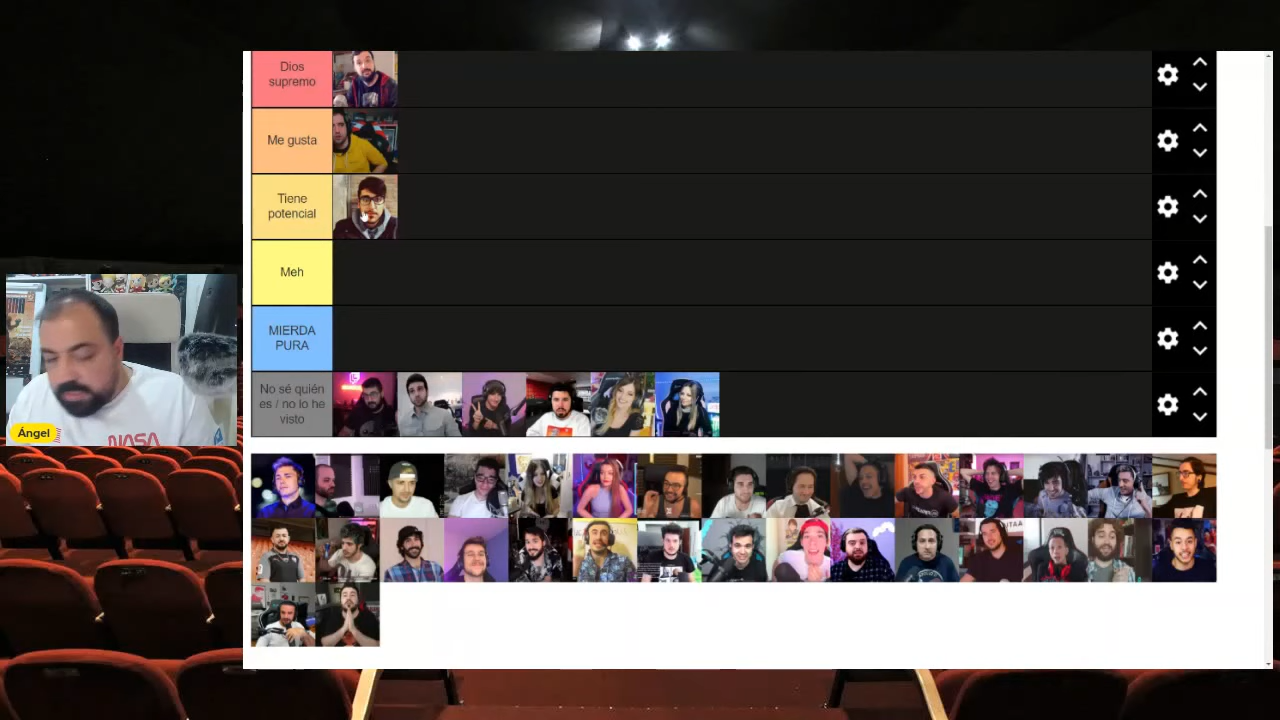 Dios
supremo
Me gusta
Tiene
potencial
Meh
MIERDA
PURA
No sé quién
es / no lo he
visto
Ángel
NASA